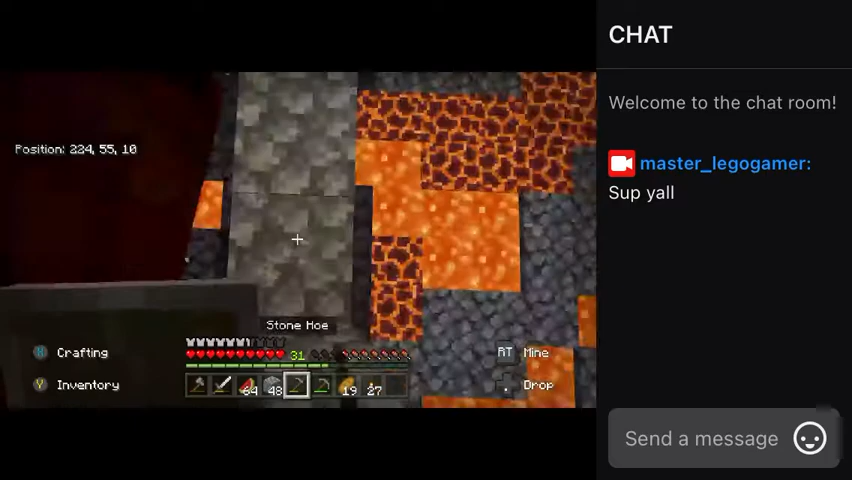 CHAT
Welcome to the chat room!
master_legogamer:
Sup yall
Send a message
Position: 224, 55, 10
Stone Hoe
31
X Crafting
RT Mine
Y Inventory
Drop
64 48 19 27